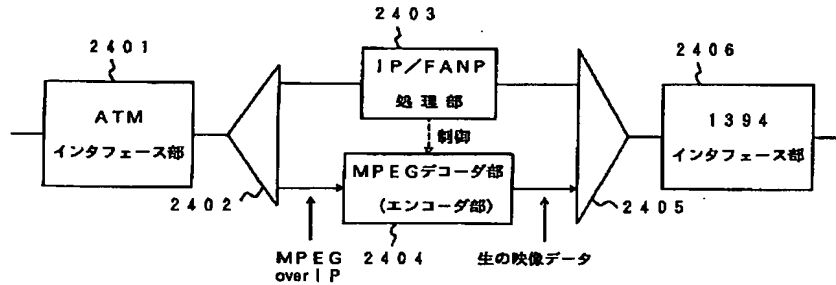 2401
ATM
インタフェース部
2402
2403
IP/FANP
処理部
制御
MPEGデコーダ部
(エンコーダ部)
2404
MPEG
over IP
生の映像データ
2405
2406
1394
インタフェース部